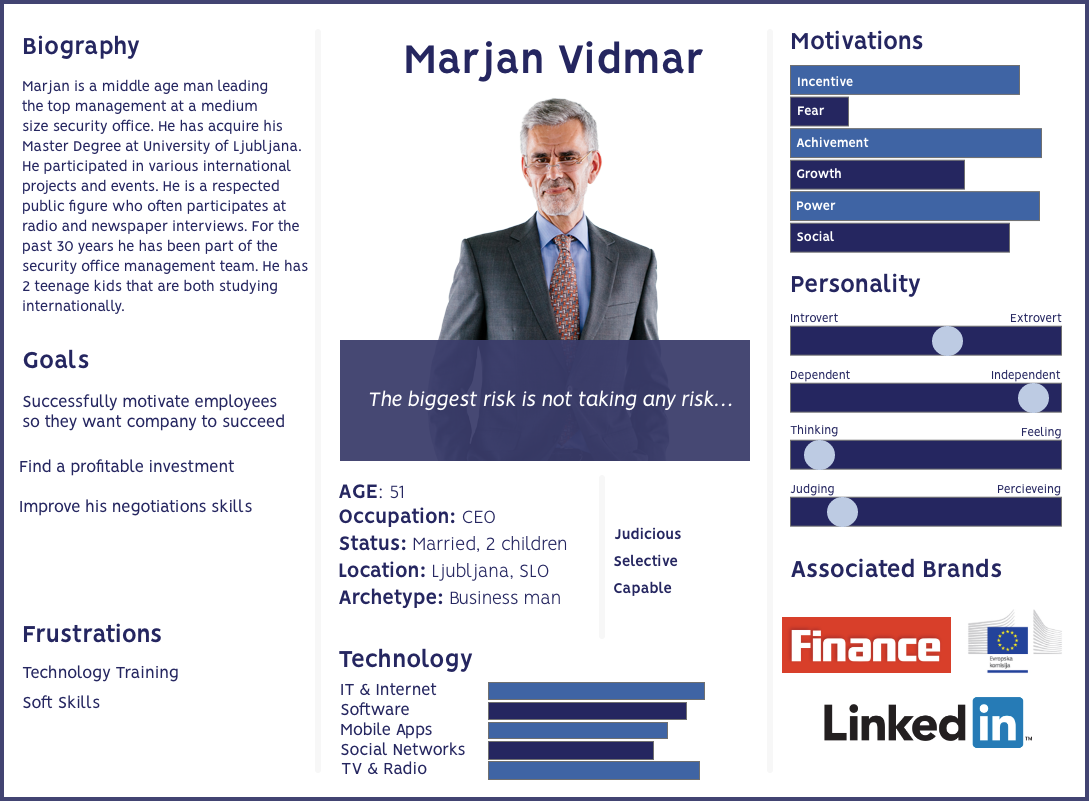 Biography
Marjan is a middle age man leading
the top management at a medium
size security office. He has acquire his
Master Degree at University of Ljubljana.
He participated in various international
projects and events. He is a respected
public figure who often participates at
radio and newspaper interviews. For the
past 30 years he has been part of the
security office management team. He has
2 teenage kids that are both studying
internationally.
Goals
Successfully motivate employees
so they want company to succeed
Find a profitable investment
Improve his negotiations skills
Frustrations
Technology Training
Soft Skills
Marjan Vidmar
The biggest risk is not taking any risk...
AGE: 51
Occupation: CEO
Status: Married, 2 children
Location: Ljubljana, SLO
Archetype: Business man
Judicious
Selective
Capable
Technology
IT & Internet
Software
Mobile Apps
Social Networks
TV & Radio
Motivations
Incentive
Fear
Achivement
Growth
Power
Social
Personality
Introvert Extrovert
Dependent Independent
Thinking Feeling
Judging Percieveing
Associated Brands
Finance
Evropska
komisija
Linked in™